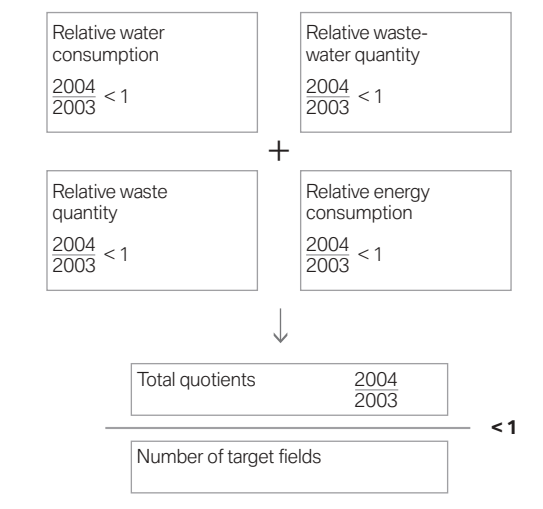 Relative water
consumption
2004
2003 < 1
Relative waste-
water quantity
2004
2003 < 1
+
Relative waste
quantity
2004
2003 < 1
Relative energy
consumption
2004
2003 < 1
Total quotients 2004
2003
< 1
Number of target fields